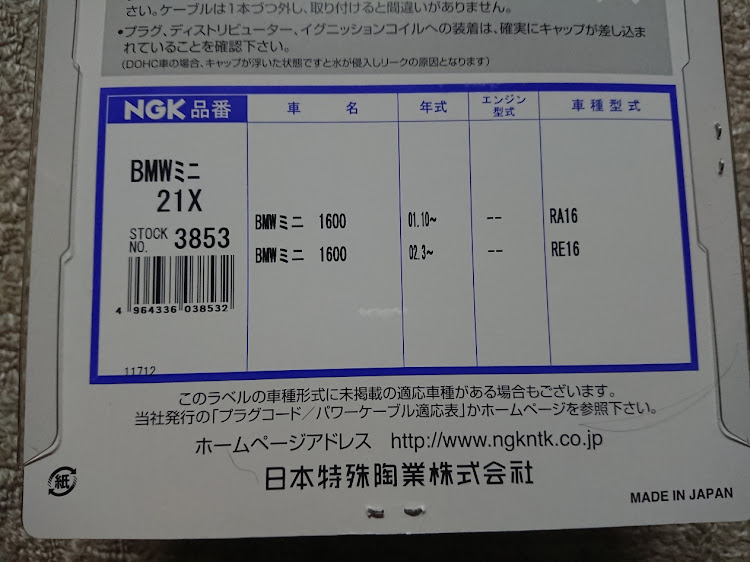 さい。ケーブルは1本づつ外し、取り付けると間違いがありません。
•プラグ、ディストリビューター、イグニッションコイルへの装着は、確実にキャップが差し込ま
れていることを確認下さい。
(DOHC車の場合、キャップが浮いた状態ですと水が侵入しリークの原因となります)
NGK 品番 車 名 年式 エンジン型式 車種型式
BMWミニ
21X
STOCK NO. 3853
4 964336 038532
11712
BMWミニ 1600 01.10~ -- RA16
BMWミニ 1600 02.3~ -- RE16
このラベルの車種形式に未掲載の適応車種がある場合もございます。
当社発行の「プラグコード/パワーケーブル適応表」かホームページを参照下さい。
ホームページアドレス http://www.ngkntk.co.jp
日本特殊陶業株式会社
紙
MADE IN JAPAN